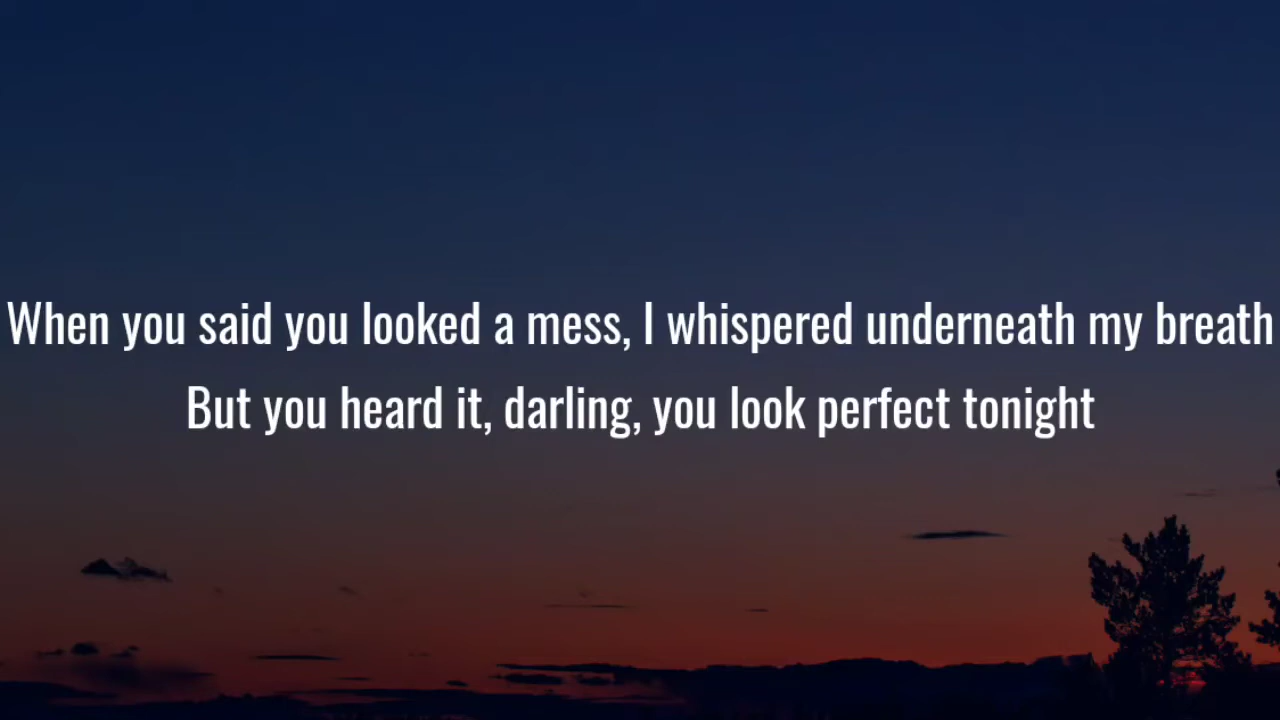 When you said you looked a mess, I whispered underneath my breath
But you heard it, darling, you look perfect tonight